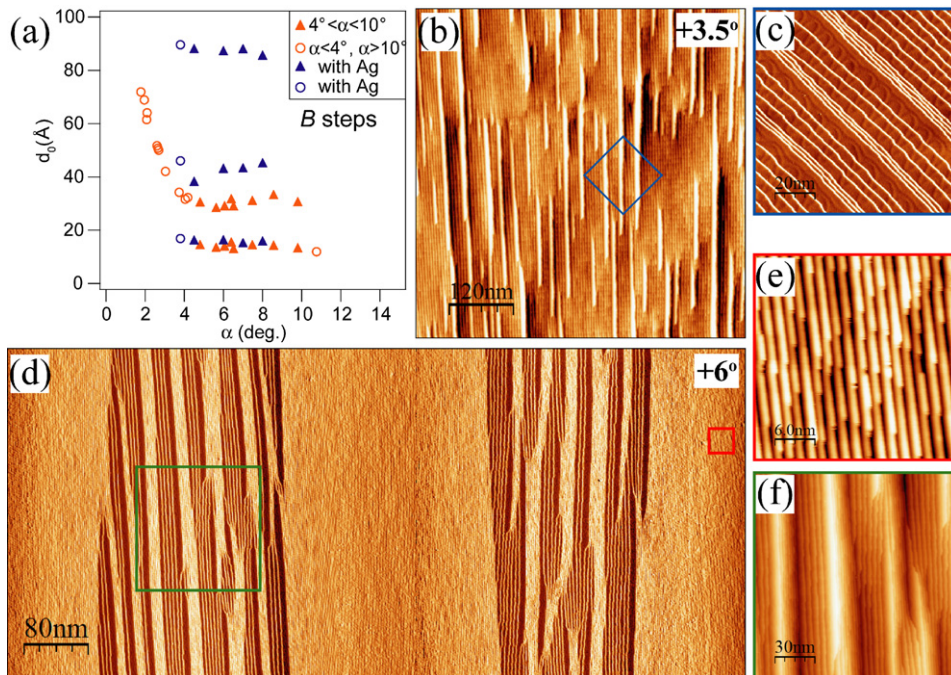 (a)
100
80
60
40
20
0
d₀(Å)
0 2 4 6 8 10 12 14
α (deg.)
4°<α<10°
α<4°, α>10°
with Ag
with Ag
B steps
(b)
+3.5°
120nm
(c)
20nm
(e)
6.0nm
(d)
+6°
80nm
(f)
30nm